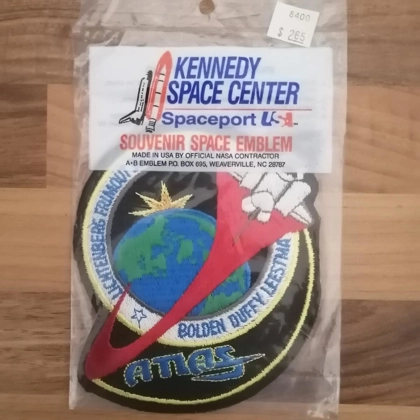 8400
$ 2.65
KENNEDY
SPACE CENTER
Spaceport USA
SOUVENIR SPACE EMBLEM
MADE IN USA BY OFFICIAL NASA CONTRACTOR
A•B EMBLEM P.O. BOX 695, WEAVERVILLE, NC 28787
LICHTENBERG FRIMOUT
BOLDEN DUFFY LEESTMA
ATLAS